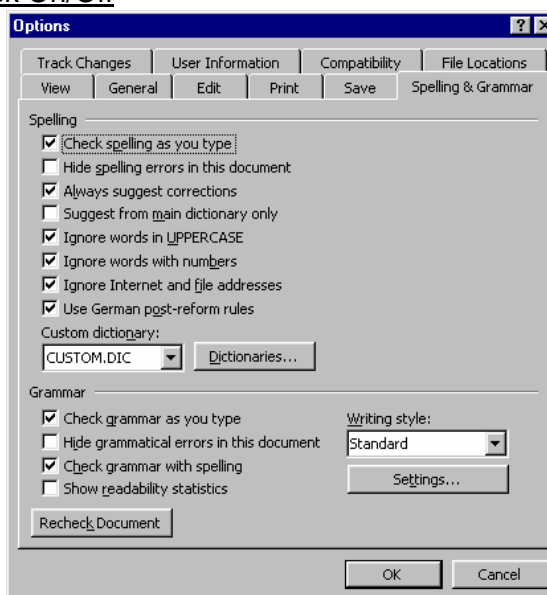 k On/Off
Options
Track Changes User Information Compatibility File Locations
View General Edit Print Save Spelling & Grammar
Spelling
Check spelling as you type
Hide spelling errors in this document
Always suggest corrections
Suggest from main dictionary only
Ignore words in UPPERCASE
Ignore words with numbers
Ignore Internet and file addresses
Use German post-reform rules
Custom dictionary:
CUSTOM.DIC Dictionaries...
Grammar
Check grammar as you type Writing style:
Hide grammatical errors in this document Standard
Check grammar with spelling
Show readability statistics Settings...
Recheck Document
OK Cancel